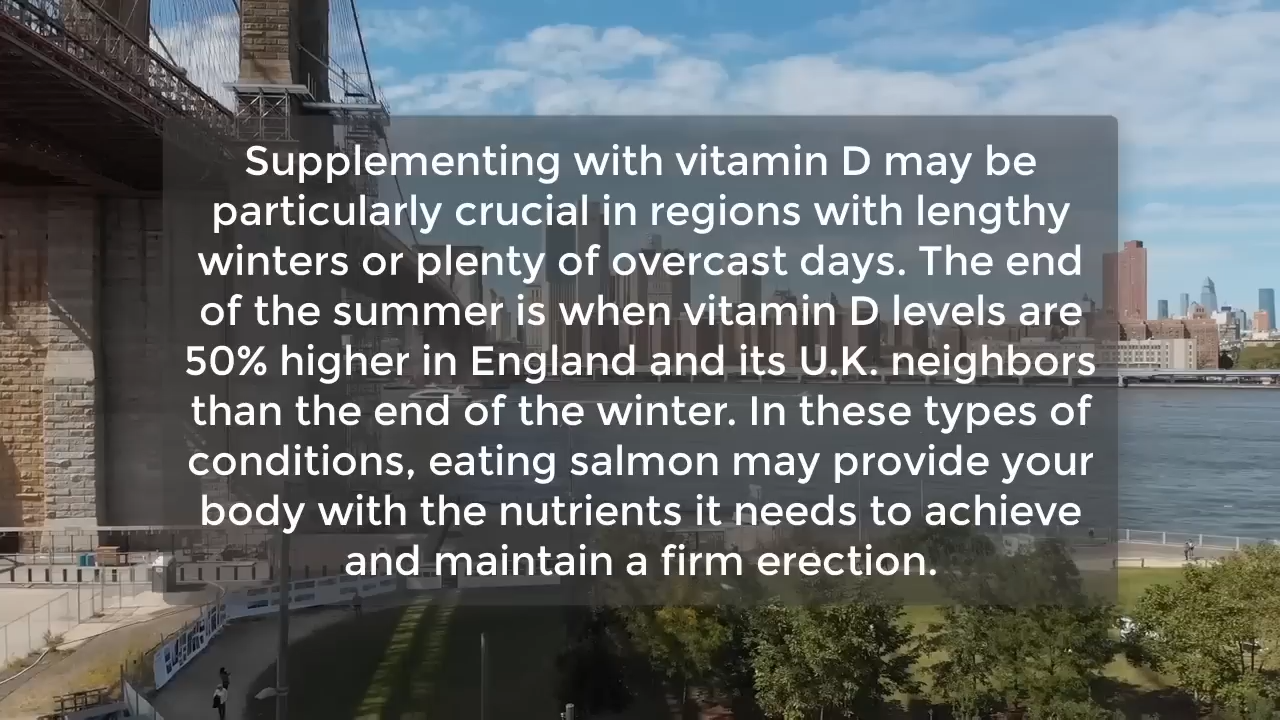 Supplementing with vitamin D may be
particularly crucial in regions with lengthy
winters or plenty of overcast days. The end
of the summer is when vitamin D levels are
50% higher in England and its U.K. neighbors
than the end of the winter. In these types of
conditions, eating salmon may provide your
body with the nutrients it needs to achieve
and maintain a firm erection.